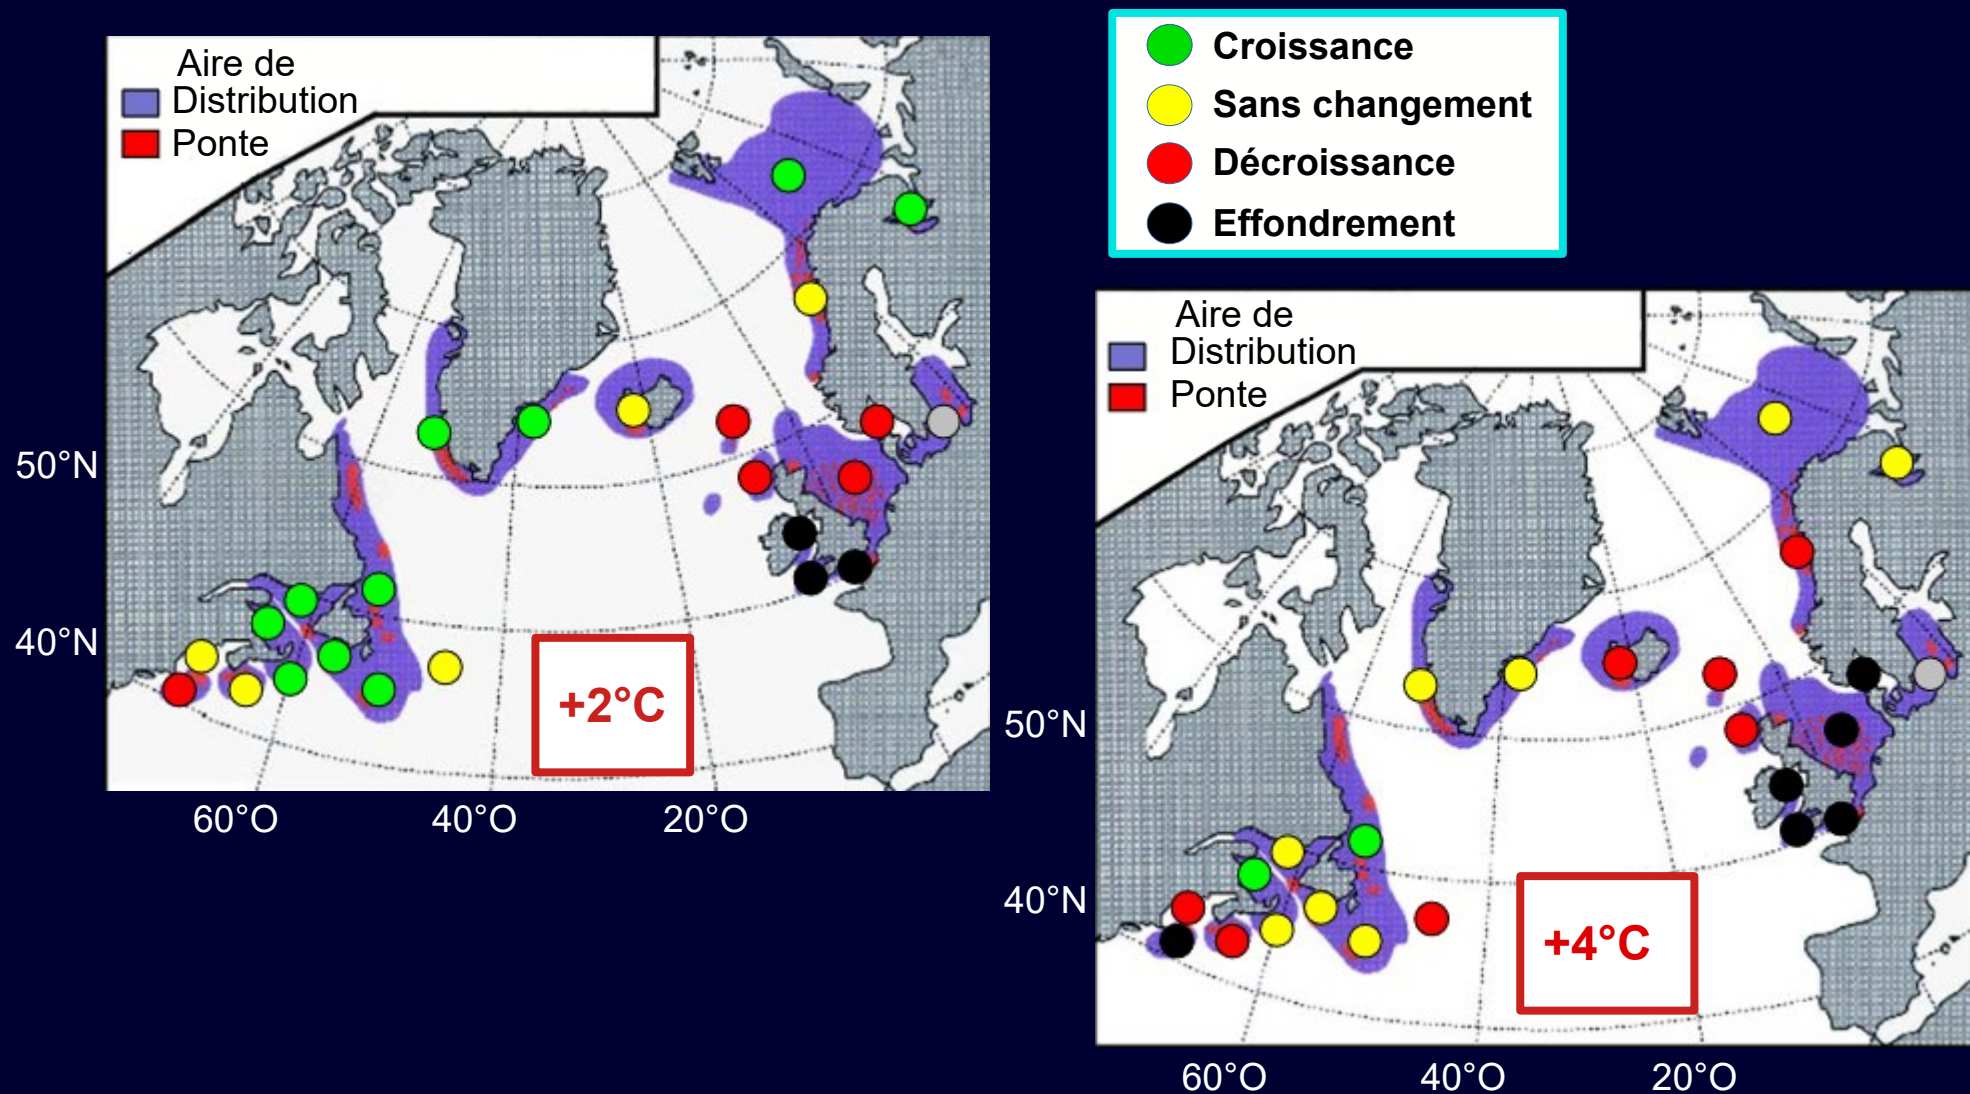 Aire de
Distribution
Ponte
50°N
40°N
60°O
40°O
20°O
+2°C
Croissance
Sans changement
Décroissance
Effondrement
Aire de
Distribution
Ponte
50°N
40°N
60°O
40°O
20°O
+4°C